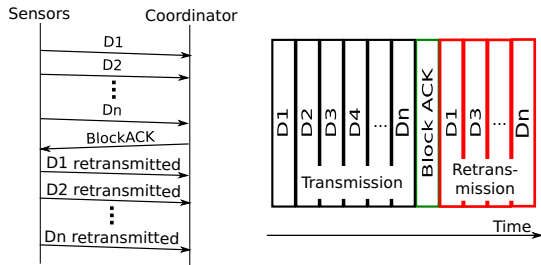 Sensors
Coordinator
D1
D2
⋮
Dn
BlockACK
D1 retransmitted
D2 retransmitted
⋮
Dn retransmitted
D1
D2
D3
D4
...
Dn
Block ACK
D1
D3
...
Dn
Transmission
Retrans-
mission
Time